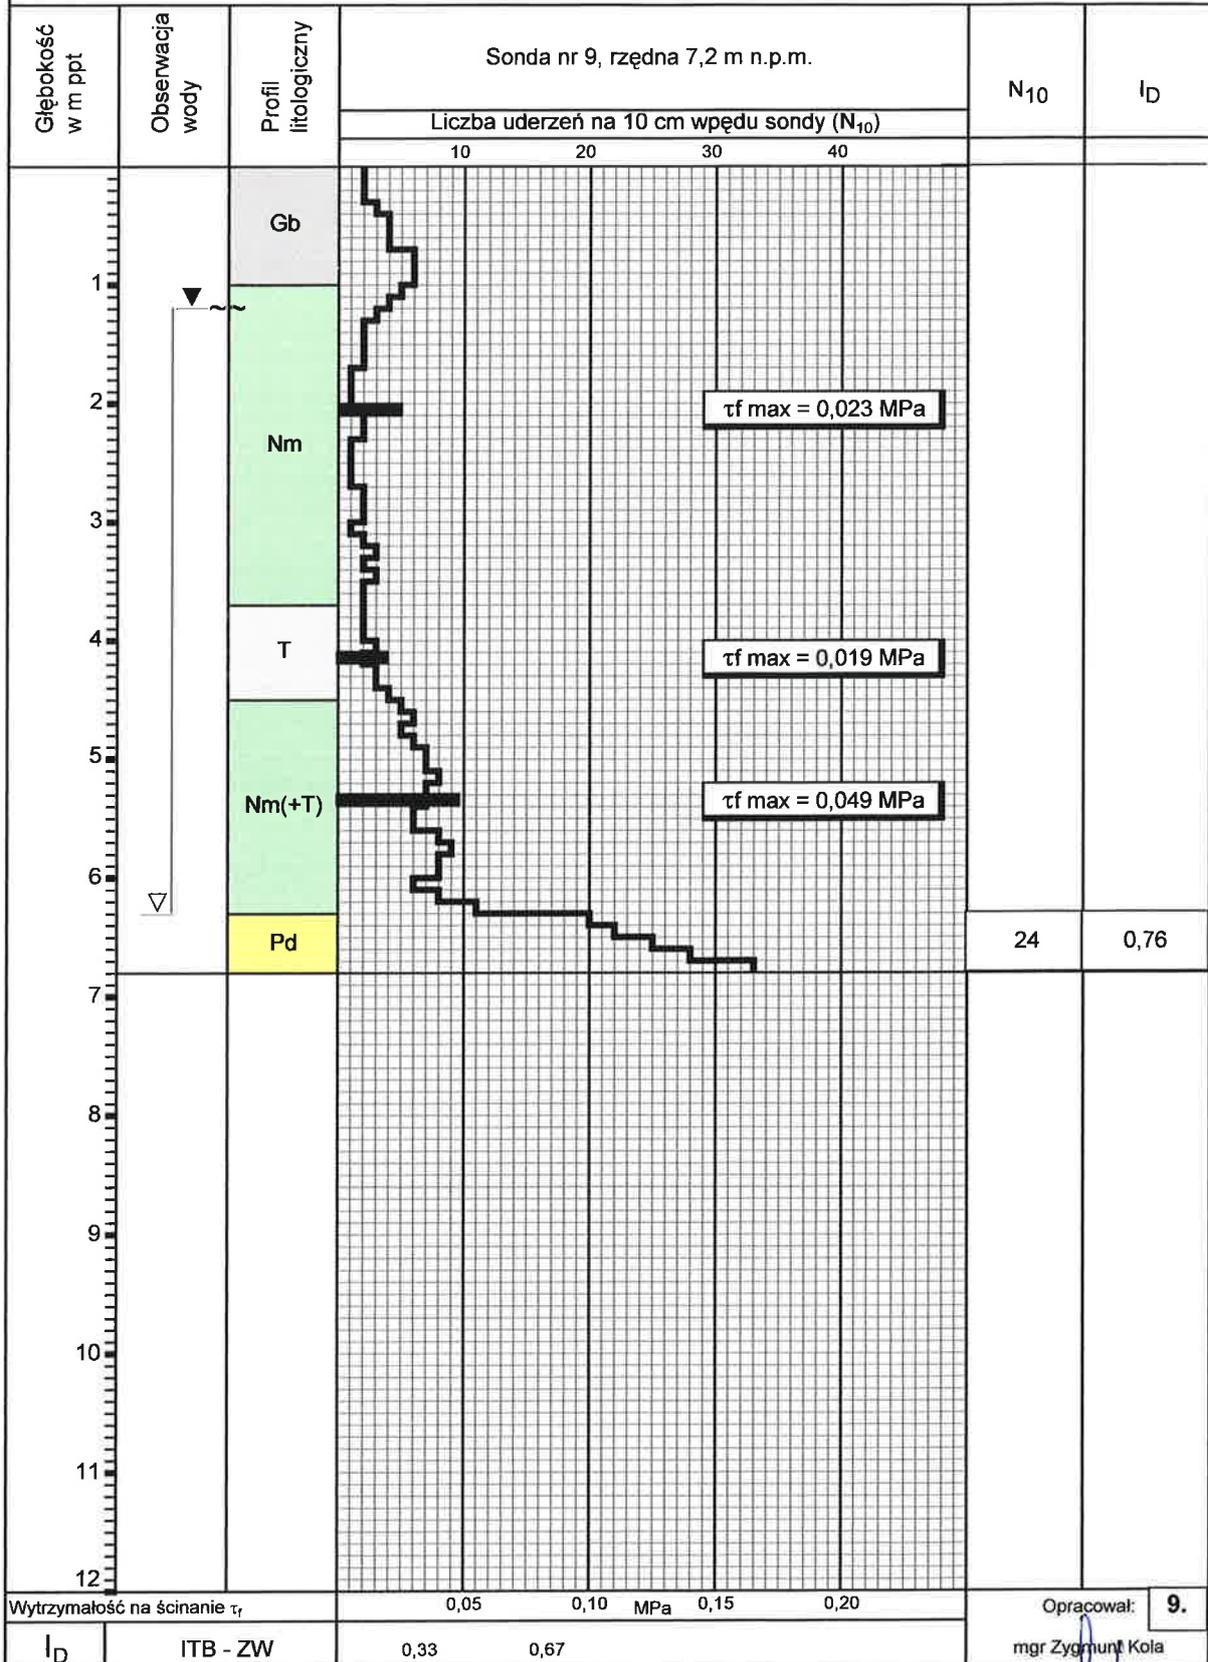 Głębokość
w m ppt
Obserwacja
wody
Profil
litologiczny
Sonda nr 9, rzędna 7,2 m n.p.m.
Liczba uderzeń na 10 cm wpędu sondy (N10)
10 20 30 40
N10
ID
Gb
1
2
Nm
τf max = 0,023 MPa
3
4
T
τf max = 0,019 MPa
5
Nm(+T)
τf max = 0,049 MPa
6
Pd
24
0,76
7
8
9
10
11
12
Wytrzymałość na ścinanie τf
0,05 0,10 MPa 0,15 0,20
Opracował:
9.
ID
ITB - ZW
0,33 0,67
mgr Zygmunt Kola